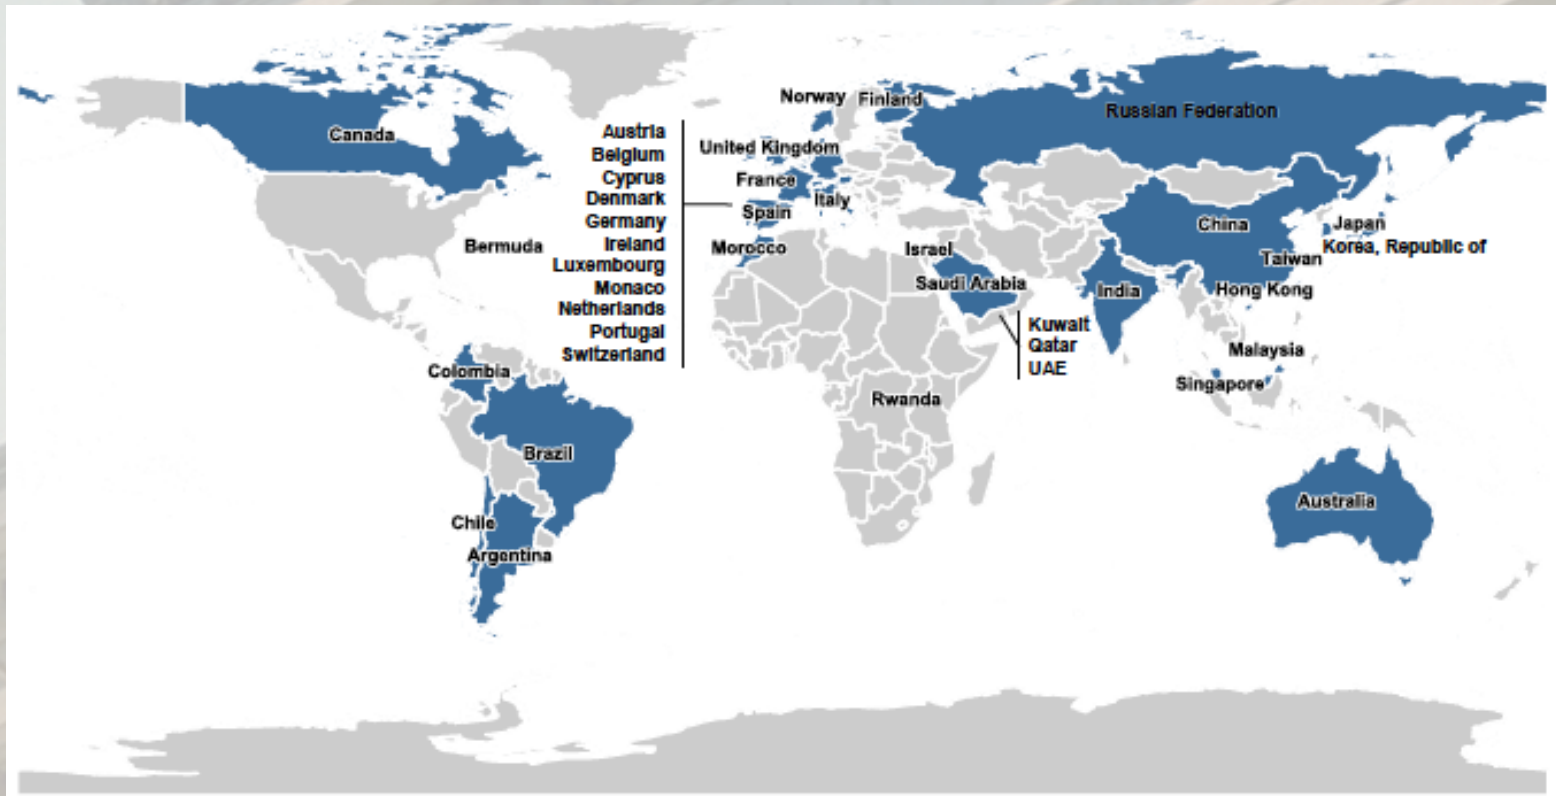 Norway
Finland
Russian Federation
Canada
Austria
Belgium
Cyprus
Denmark
Germany
Ireland
Luxembourg
Monaco
Netherlands
Portugal
Switzerland
United Kingdom
France
Italy
Spain
Bermuda
Morocco
Israel
Saudi Arabia
Kuwait
Qatar
UAE
India
China
Japan
Korea, Republic of
Taiwan
Hong Kong
Malaysia
Singapore
Colombia
Rwanda
Brazil
Chile
Argentina
Australia